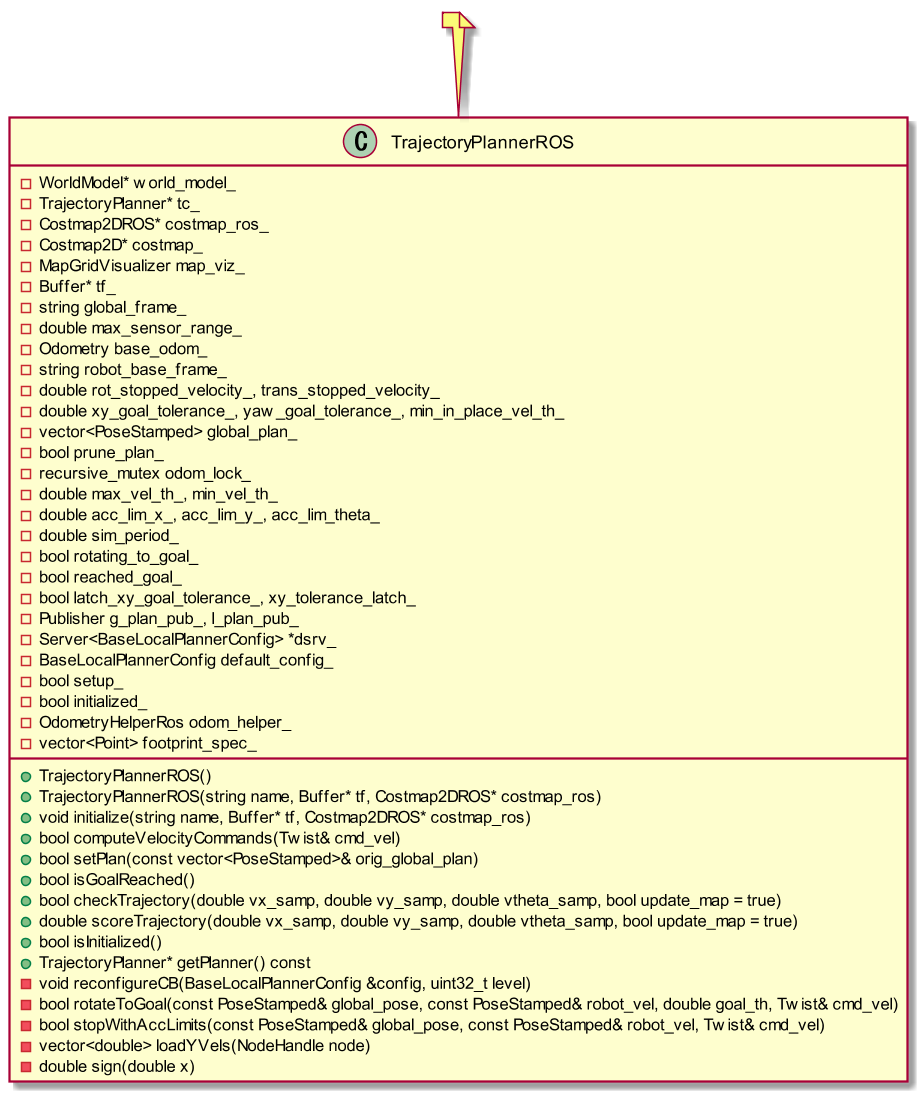 C TrajectoryPlannerROS
WorldModel* world_model_
TrajectoryPlanner* tc_
Costmap2DROS* costmap_ros_
Costmap2D* costmap_
MapGridVisualizer map_viz_
Buffer* tf_
string global_frame_
double max_sensor_range_
Odometry base_odom_
string robot_base_frame_
double rot_stopped_velocity_, trans_stopped_velocity_
double xy_goal_tolerance_, yaw_goal_tolerance_, min_in_place_vel_th_
vector<PoseStamped> global_plan_
bool prune_plan_
recursive_mutex odom_lock_
double max_vel_th_, min_vel_th_
double acc_lim_x_, acc_lim_y_, acc_lim_theta_
double sim_period_
bool rotating_to_goal_
bool reached_goal_
bool latch_xy_goal_tolerance_, xy_tolerance_latch_
Publisher g_plan_pub_, l_plan_pub_
Server<BaseLocalPlannerConfig> *dsrv_
BaseLocalPlannerConfig default_config_
bool setup_
bool initialized_
OdometryHelperRos odom_helper_
vector<Point> footprint_spec_
TrajectoryPlannerROS()
TrajectoryPlannerROS(string name, Buffer* tf, Costmap2DROS* costmap_ros)
void initialize(string name, Buffer* tf, Costmap2DROS* costmap_ros)
bool computeVelocityCommands(Twist& cmd_vel)
bool setPlan(const vector<PoseStamped>& orig_global_plan)
bool isGoalReached()
bool checkTrajectory(double vx_samp, double vy_samp, double vtheta_samp, bool update_map = true)
double scoreTrajectory(double vx_samp, double vy_samp, double vtheta_samp, bool update_map = true)
bool isInitialized()
TrajectoryPlanner* getPlanner() const
void reconfigureCB(BaseLocalPlannerConfig &config, uint32_t level)
bool rotateToGoal(const PoseStamped& global_pose, const PoseStamped& robot_vel, double goal_th, Twist& cmd_vel)
bool stopWithAccLimits(const PoseStamped& global_pose, const PoseStamped& robot_vel, Twist& cmd_vel)
vector<double> loadYVels(NodeHandle node)
double sign(double x)